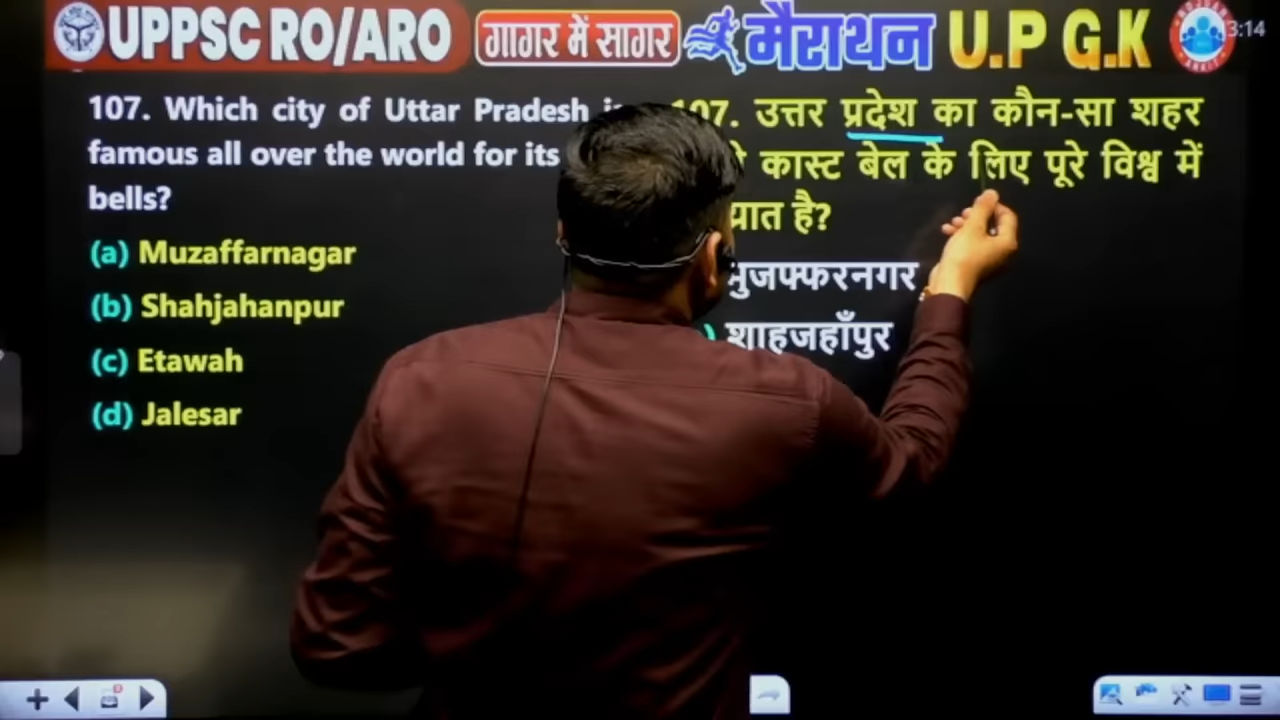 UPPSC RO/ARO गागर में सागर मैराथन U.P G.K 3:14
107. Which city of Uttar Pradesh
famous all over the world for its
bells?
(a) Muzaffarnagar
(b) Shahjahanpur
(c) Etawah
(d) Jalesar
107. उत्तर प्रदेश का कौन-सा शहर
कास्ट बेल के लिए पूरे विश्व में
है?
मुजफ्फरनगर
शाहजहाँपुर